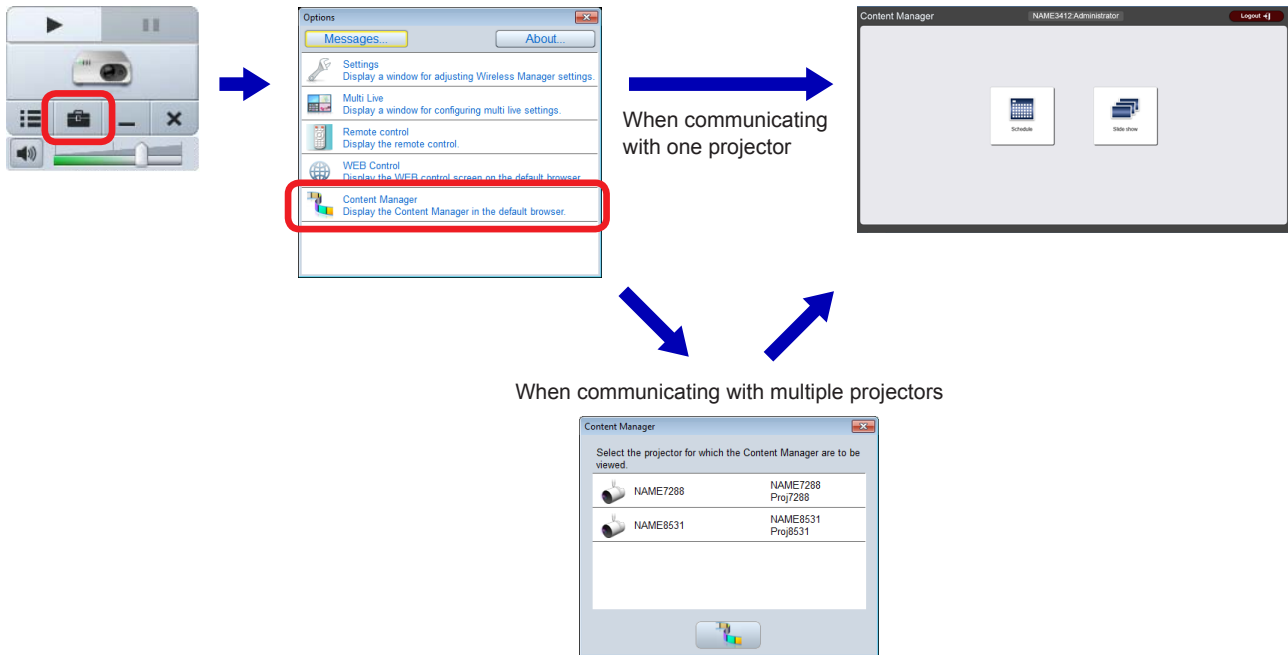 Options
Messages...
About...
Settings
Display a window for adjusting Wireless Manager settings.
Multi Live
Display a window for configuring multi live settings.
Remote control
Display the remote control.
WEB Control
Display the WEB control screen on the default browser.
Content Manager
Display the Content Manager in the default browser.
When communicating
with one projector
Content Manager
NAME3412:Administrator
Logout
Schedule
Slide show
When communicating with multiple projectors
Content Manager
Select the projector for which the Content Manager are to be
viewed.
NAME7288
NAME7288
Proj7288
NAME8531
NAME8531
Proj8531